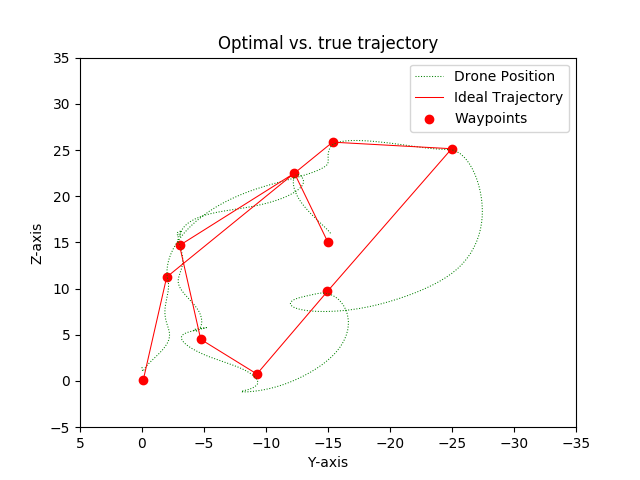 Optimal vs. true trajectory
Drone Position
Ideal Trajectory
Waypoints
Z-axis
35
30
25
20
15
10
5
0
−5
5 0 −5 −10 −15 −20 −25 −30 −35
Y-axis